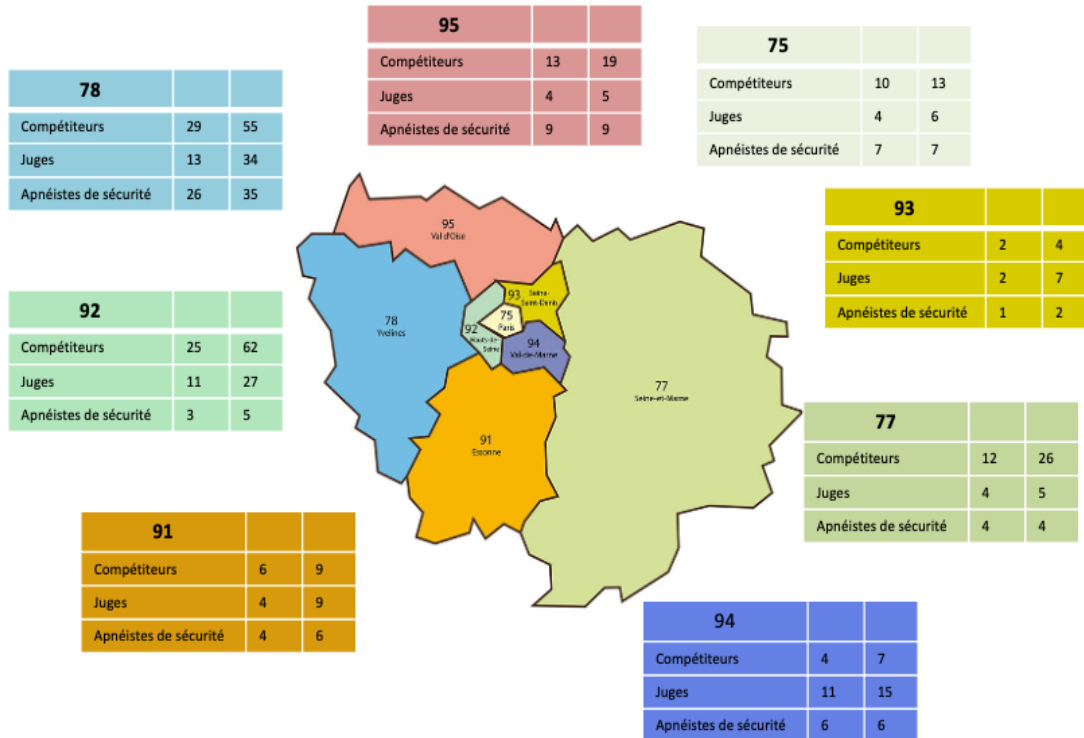 95
Compétiteurs 13 19
Juges 4 5
Apnéistes de sécurité 9 9
75
Compétiteurs 10 13
Juges 4 6
Apnéistes de sécurité 7 7
78
Compétiteurs 29 55
Juges 13 34
Apnéistes de sécurité 26 35
93
Compétiteurs 2 4
Juges 2 7
Apnéistes de sécurité 1 2
92
Compétiteurs 25 62
Juges 11 27
Apnéistes de sécurité 3 5
95
Val d'Oise
93
Seine-
Saint-Denis
78
Yvelines
75
Paris
92
Hauts-de-
Seine
94
Val-de-Marne
77
Seine-et-Marne
91
Essonne
77
Compétiteurs 12 26
Juges 4 5
Apnéistes de sécurité 4 4
91
Compétiteurs 6 9
Juges 4 9
Apnéistes de sécurité 4 6
94
Compétiteurs 4 7
Juges 11 15
Apnéistes de sécurité 6 6